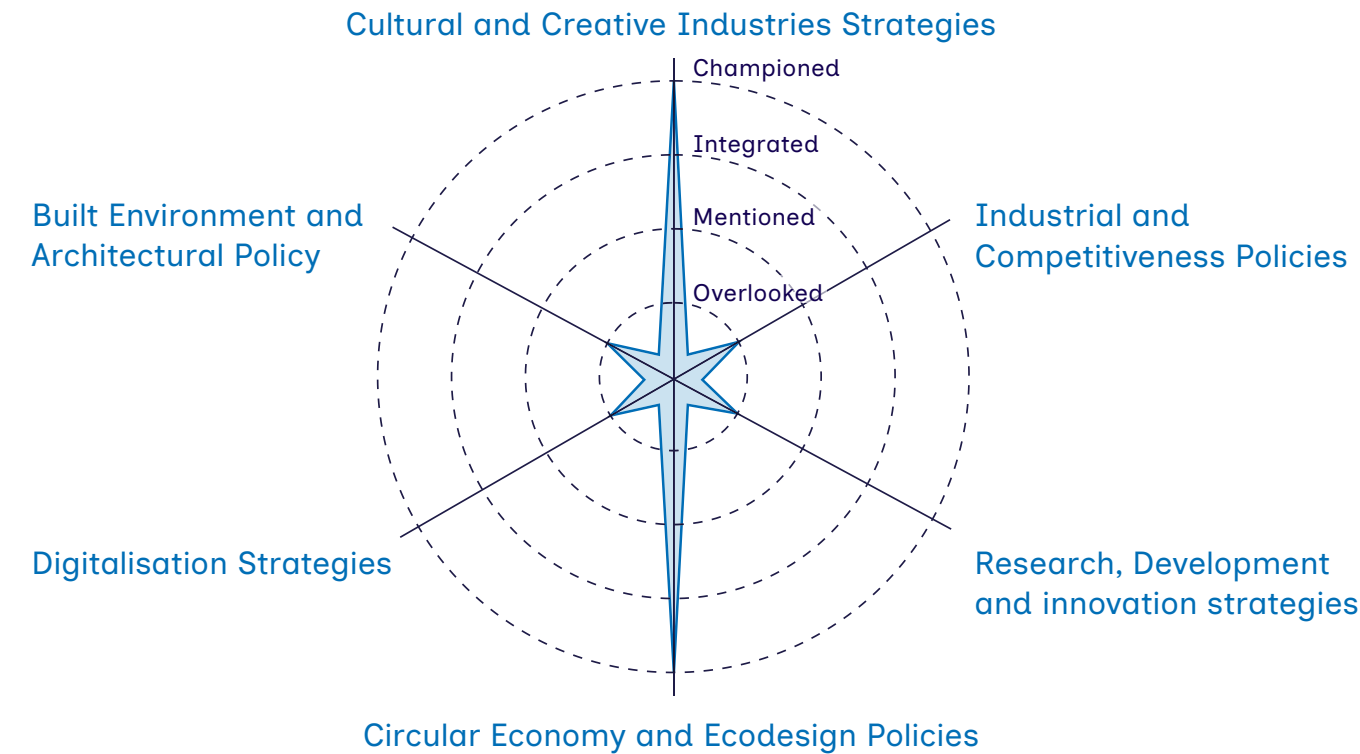 Cultural and Creative Industries Strategies
Championed
Integrated
Mentioned
Overlooked
Built Environment and
Architectural Policy
Industrial and
Competitiveness Policies
Digitalisation Strategies
Research, Development
and innovation strategies
Circular Economy and Ecodesign Policies